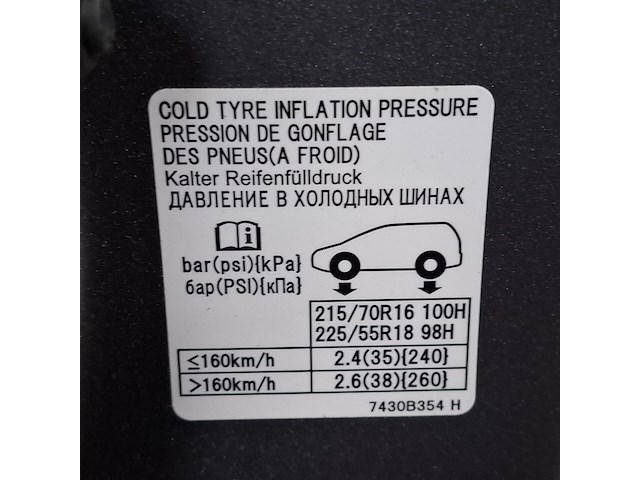 COLD TYRE INFLATION PRESSURE
PRESSION DE GONFLAGE
DES PNEUS(A FROID)
Kalter Reifenfülldruck
ДАВЛЕНИЕ В ХОЛОДНЫХ ШИНАХ
i
bar(psi){kPa}
бар(PSI){кПа}
215/70R16 100H
225/55R18 98H
≤160km/h 2.4(35){240}
>160km/h 2.6(38){260}
7430B354 H